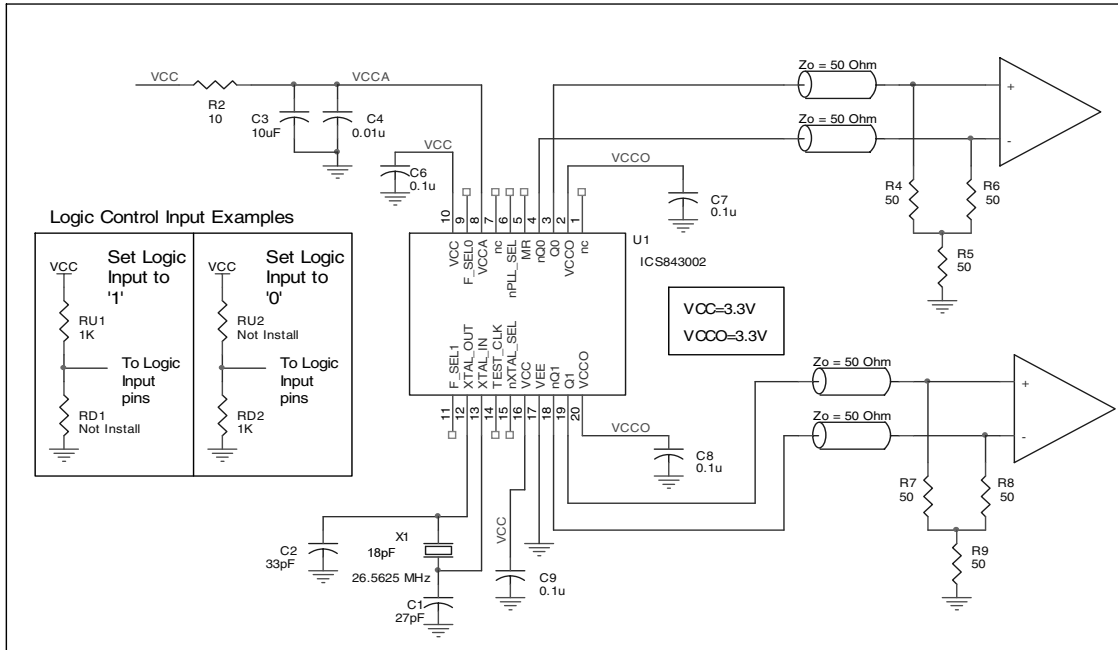 VCC
R2
10
VCCA
C3
10uF
C4
0.01u
VCC
C6
0.1u
VCCO
C7
0.1u
Zo = 50 Ohm
Zo = 50 Ohm
+
-
R4
50
R6
50
R5
50
10
9
8
7
6
5
4
3
2
1
VCC
F_SEL0
VCCA
nc
nPLL_SEL
MR
nQ0
Q0
VCCO
nc
U1
ICS843002
F_SEL1
XTAL_OUT
XTAL_IN
TEST_CLK
nXTAL_SEL
VCC
VEE
nQ1
Q1
VCCO
11
12
13
14
15
16
17
18
19
20
VCC=3.3V
VCCO=3.3V
Logic Control Input Examples
Set Logic
Input to
'1'
VCC
RU1
1K
To Logic
Input
pins
RD1
Not Install
Set Logic
Input to
'0'
VCC
RU2
Not Install
To Logic
Input
pins
RD2
1K
VCCO
C8
0.1u
Zo = 50 Ohm
Zo = 50 Ohm
+
-
R7
50
R8
50
R9
50
C2
33pF
X1
18pF
26.5625 MHz
C1
27pF
VCC
C9
0.1u